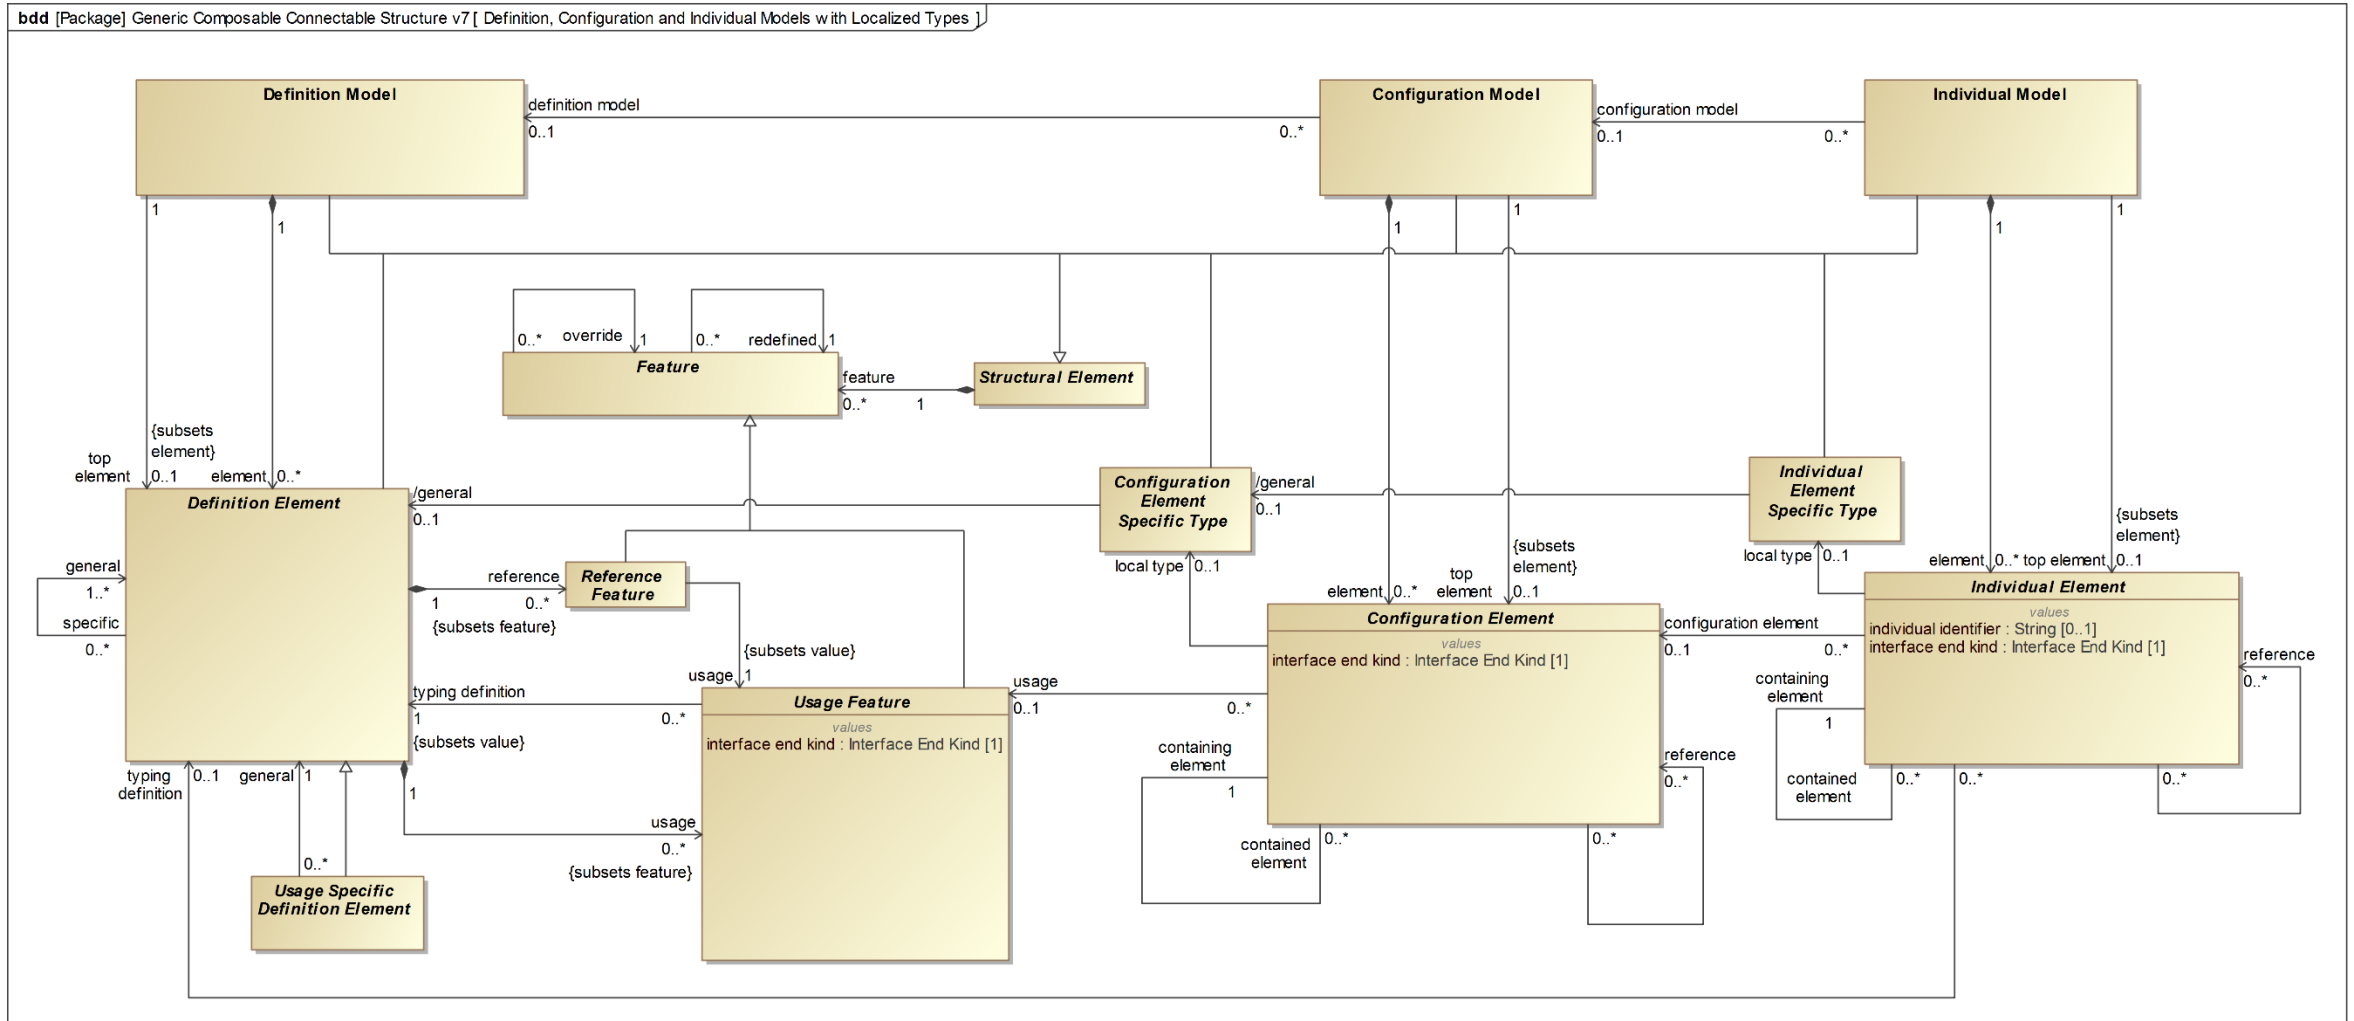 bdd [Package] Generic Composable Connectable Structure v7 [ Definition, Configuration and Individual Models with Localized Types ]
Definition Model
definition model
0..1
0..*
Configuration Model
configuration model
0..1
0..*
Individual Model
1
1
1
1
1
1
0..*
override
1
0..*
redefined
1
Feature
feature
0..*
1
Structural Element
{subsets
element}
top
element
0..1
element
0..*
Definition Element
/general
0..1
Configuration
Element
Specific Type
/general
0..1
Individual
Element
Specific Type
local type
0..1
local type
0..1
{subsets
element}
top
element
0..1
element
0..*
{subsets
element}
element
0..*
top element
0..1
general
1..*
specific
0..*
reference
1
0..*
{subsets feature}
Reference
Feature
{subsets value}
usage
1
typing definition
1
0..*
{subsets value}
Usage Feature
values
interface end kind : Interface End Kind [1]
usage
0..1
0..*
Configuration Element
values
interface end kind : Interface End Kind [1]
configuration element
0..1
0..*
Individual Element
values
individual identifier : String [0..1]
interface end kind : Interface End Kind [1]
reference
0..*
containing
element
1
contained
element
0..*
0..*
0..*
containing
element
1
contained
element
0..*
reference
0..*
0..*
typing
definition
0..1
general
1
1
usage
0..*
{subsets feature}
0..*
Usage Specific
Definition Element